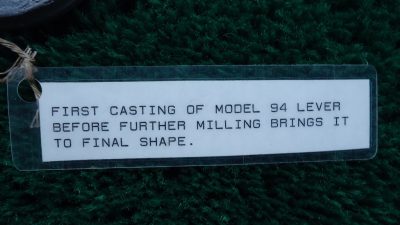 FIRST CASTING OF MODEL 94 LEVER
BEFORE FURTHER MILLING BRINGS IT
TO FINAL SHAPE.